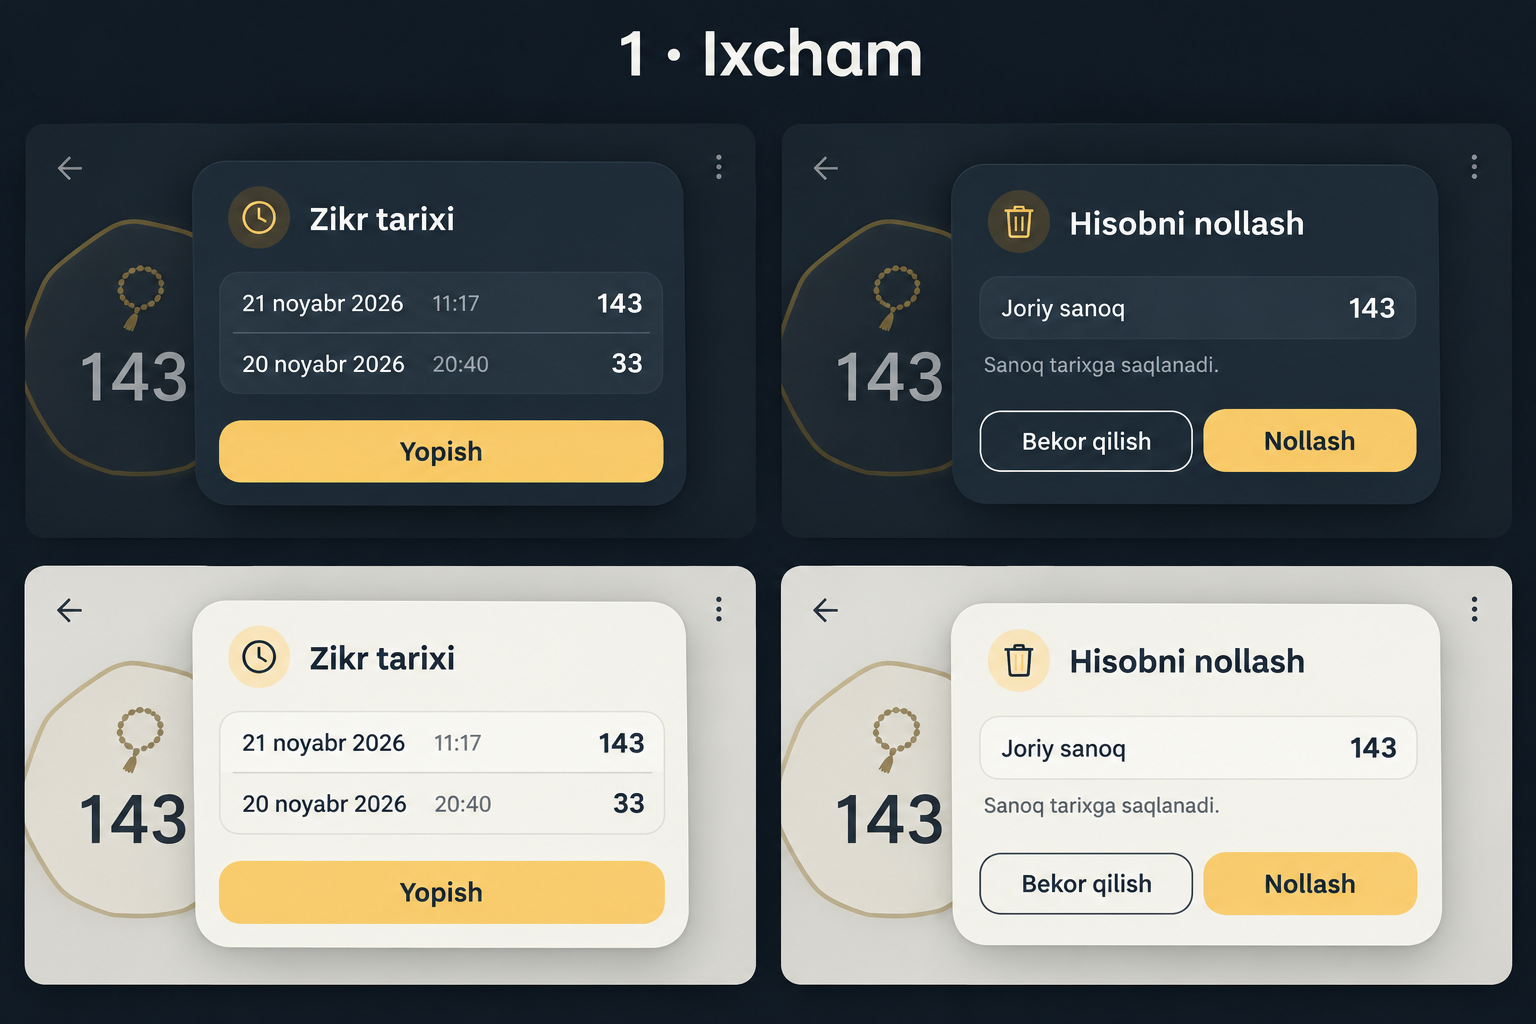 1 • Ixcham
Zikr tarixi
21 noyabr 2026 11:17 143
20 noyabr 2026 20:40 33
Yopish
143
Hisobni nollash
Joriy sanoq 143
Sanoq tarixga saqlanadi.
Bekor qilish Nollash
143
Zikr tarixi
21 noyabr 2026 11:17 143
20 noyabr 2026 20:40 33
Yopish
143
Hisobni nollash
Joriy sanoq 143
Sanoq tarixga saqlanadi.
Bekor qilish Nollash
143